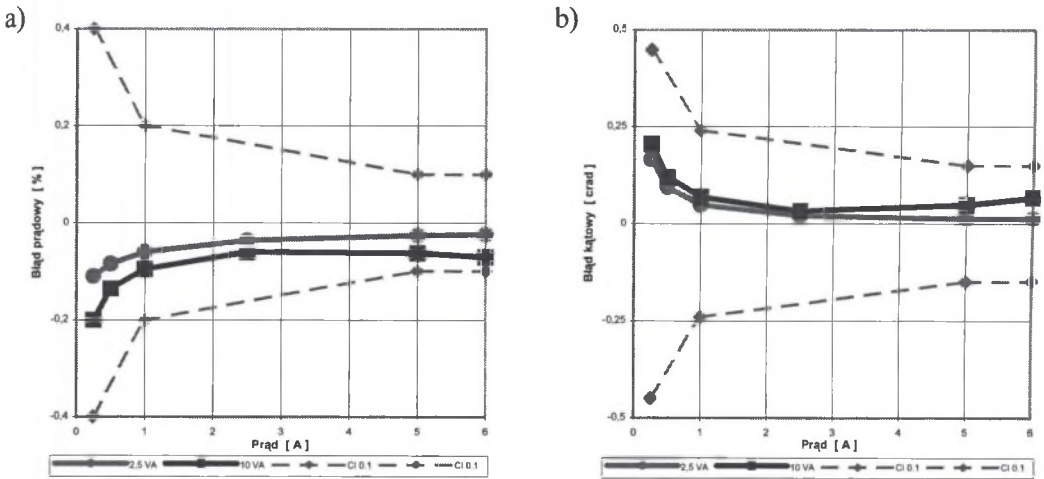 a)
0,4
0,2
0
-0,2
-0,4
Błąd prądowy [ % ]
0 1 2 3 4 5 6
Prąd [ A ]
2,5 VA 10 VA Cl 0.1 Cl 0.1
b)
0,5
0,25
0
-0,25
-0,5
Błąd kątowy [ crad ]
0 1 2 3 4 5 6
Prąd [ A ]
2,5 VA 10 VA Cl 0.1 Cl 0.1